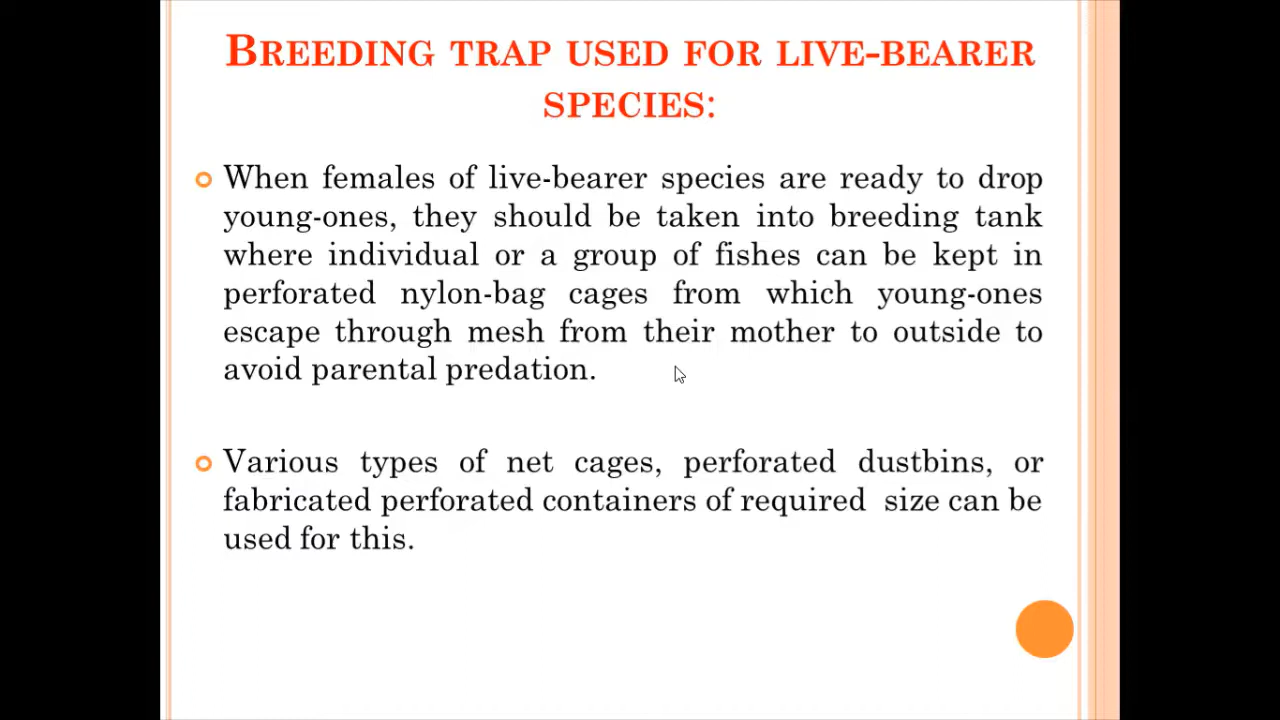 BREEDING TRAP USED FOR LIVE-BEARER
SPECIES:
When females of live-bearer species are ready to drop
young-ones, they should be taken into breeding tank
where individual or a group of fishes can be kept in
perforated nylon-bag cages from which young-ones
escape through mesh from their mother to outside to
avoid parental predation.
Various types of net cages, perforated dustbins, or
fabricated perforated containers of required size can be
used for this.